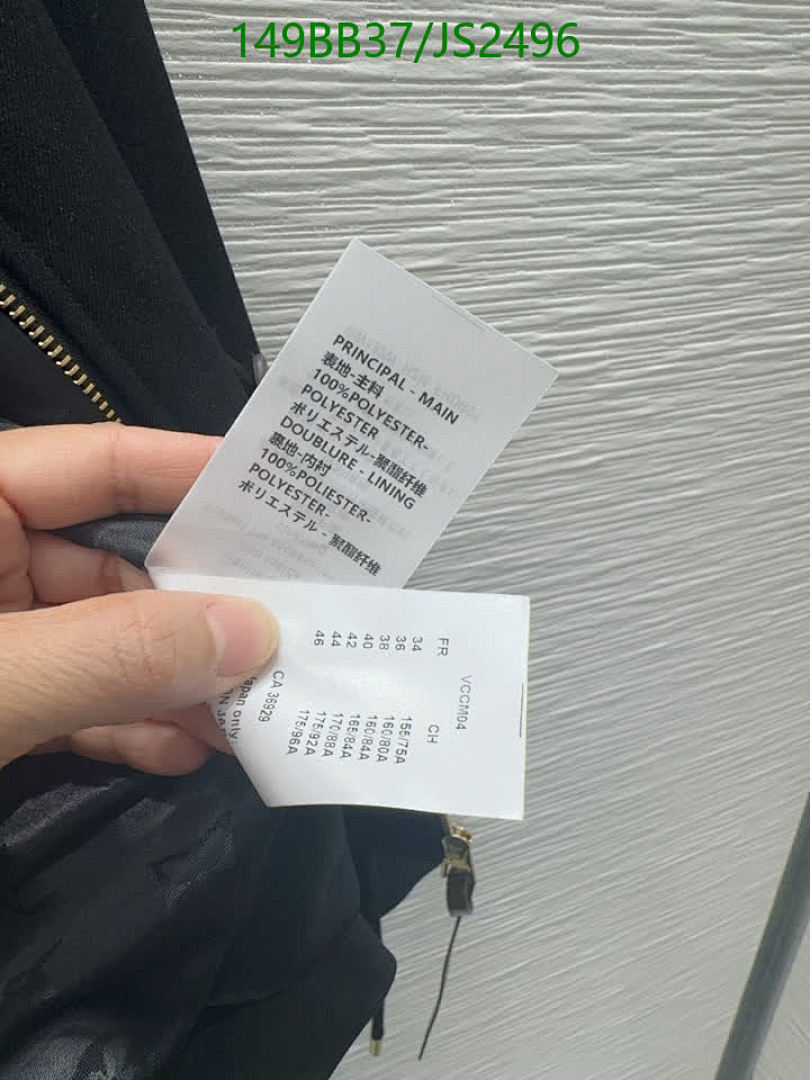 149BB37/JS2496
PRINCIPAL - MAIN
表地-主料
100%POLYESTER-
POLYESTER
ポリエステル-聚酯纤维
DOUBLURE - LINING
裏地-内衬
100%POLIESTER-
POLYESTER-
ポリエステル - 聚酯纤维
VCCM04
FR CH
34 155/75A
36 160/80A
38 160/84A
40 165/84A
42 170/88A
44 175/92A
46 175/96A
CA 36929
Japan only